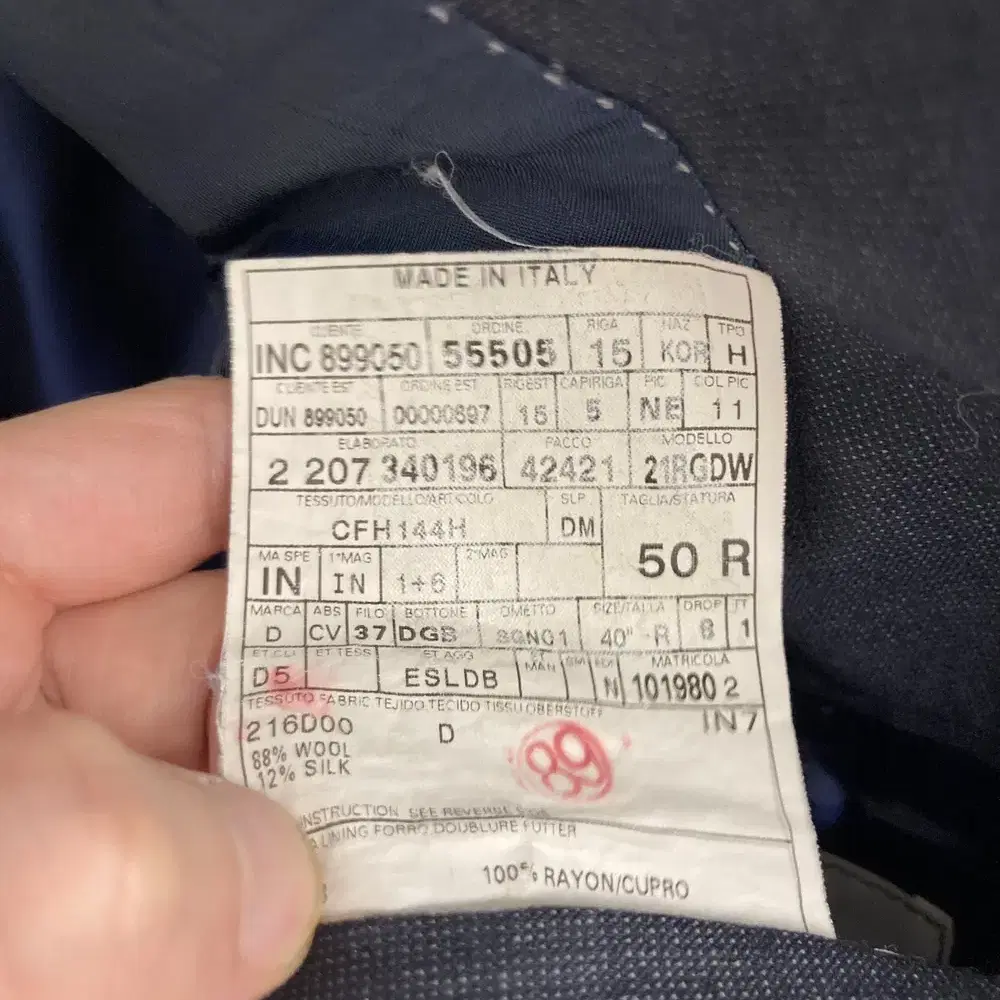 MADE IN ITALY
CLIENTE ORDINE RIGA NAZ TPO
INC 899050 55505 15 KOR H
CLIENTE EST ORDINE EST RIGEST CAPIRIGA PIC COL PIC
DUN 899050 00000697 15 5 NE 11
ELABORATO PACCO MODELLO
2 207 340196 42421 21RGDW
TESSUTO/MODELLO/ARTICOLO SLP TAGLIA/STATURA
CFH144H DM 50 R
MA SPE 1°MAG 2°MAG
IN IN 1+6
MARCA ABS FILO BOTTONE OMETTO SIZE/TALLA DROP
D CV 37 DGB 40" R 8 1
ET CLI ET TESS ET AGG ET MAN MATRICOLA
D5 ESLDB N 101980 2
TESSUTO FABRIC TEJIDO TECIDO TISSU OBERSTOFF
216D00 D IN7
88% WOOL
12% SILK
89
INSTRUCTION SEE REVERSE SIDE
LINING FORRO DOUBLURE FUTTER
100% RAYON/CUPRO